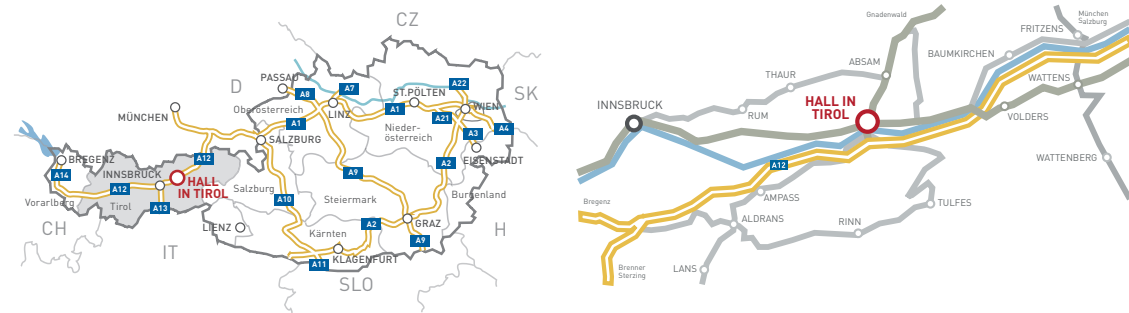 CZ
D
PASSAU
A8
A7
A22
ST.PÖLTEN
SK
Oberösterreich
LINZ
A1
WIEN
MÜNCHEN
A1
A21
A4
Nieder-
österreich
A3
SALZBURG
EISENSTADT
BREGENZ
A12
A2
A14
INNSBRUCK
A9
HALL
IN TIROL
A12
Salzburg
Burgenland
Vorarlberg
Tirol
A13
A10
Steiermark
CH
LIENZ
Kärnten
A2
GRAZ
H
IT
A9
KLAGENFURT
A11
SLO
Gnadenwald
München
Salzburg
FRITZENS
BAUMKIRCHEN
ABSAM
THAUR
WATTENS
INNSBRUCK
HALL IN
TIROL
RUM
VOLDERS
WATTENBERG
A12
Bregenz
AMPASS
TULFES
ALDRANS
RINN
Brenner
Sterzing
LANS